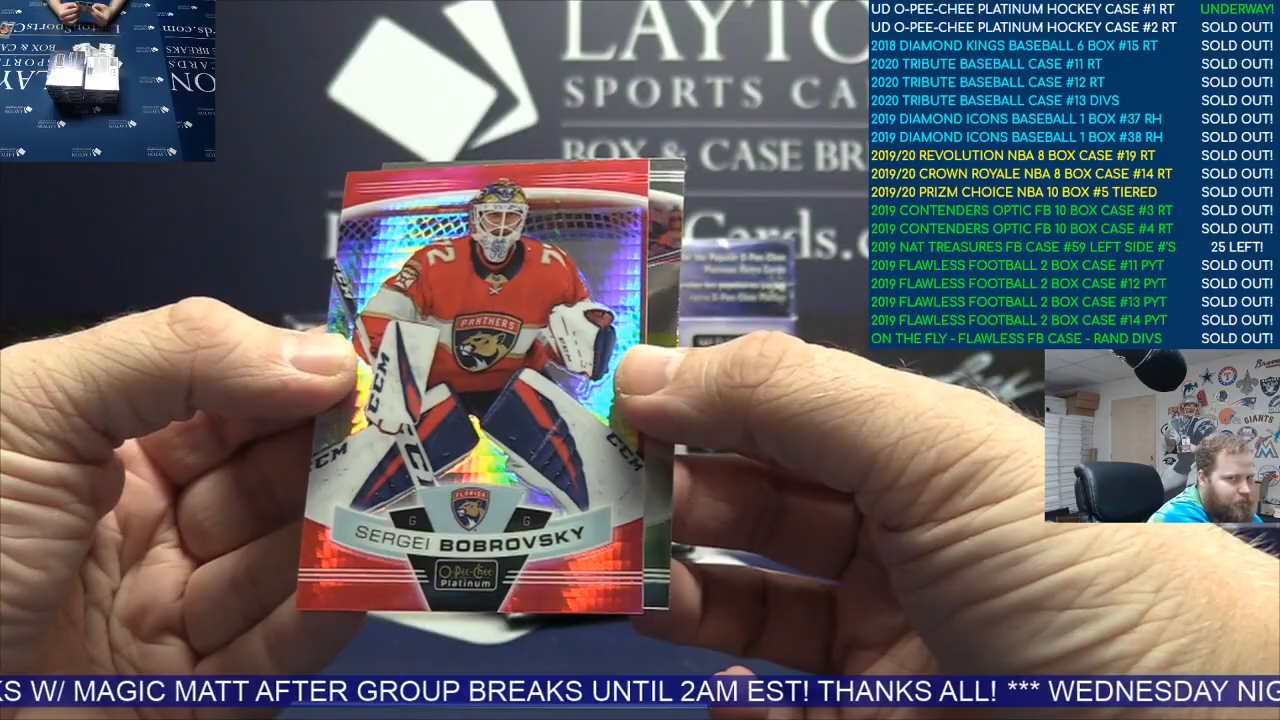 UD O-PEE-CHEE PLATINUM HOCKEY CASE #1 RT UNDERWAY!
UD O-PEE-CHEE PLATINUM HOCKEY CASE #2 RT SOLD OUT!
2018 DIAMOND KINGS BASEBALL 6 BOX #15 RT SOLD OUT!
2020 TRIBUTE BASEBALL CASE #11 RT SOLD OUT!
2020 TRIBUTE BASEBALL CASE #12 RT SOLD OUT!
2020 TRIBUTE BASEBALL CASE #13 DIVS SOLD OUT!
2019 DIAMOND ICONS BASEBALL 1 BOX #37 RH SOLD OUT!
2019 DIAMOND ICONS BASEBALL 1 BOX #38 RH SOLD OUT!
2019/20 REVOLUTION NBA 8 BOX CASE #19 RT SOLD OUT!
2019/20 CROWN ROYALE NBA 8 BOX CASE #14 RT SOLD OUT!
2019/20 PRIZM CHOICE NBA 10 BOX #5 TIERED SOLD OUT!
2019 CONTENDERS OPTIC FB 10 BOX CASE #3 RT SOLD OUT!
2019 CONTENDERS OPTIC FB 10 BOX CASE #4 RT SOLD OUT!
2019 NAT TREASURES FB CASE #59 LEFT SIDE #'S 25 LEFT!
2019 FLAWLESS FOOTBALL 2 BOX CASE #11 PYT SOLD OUT!
2019 FLAWLESS FOOTBALL 2 BOX CASE #12 PYT SOLD OUT!
2019 FLAWLESS FOOTBALL 2 BOX CASE #13 PYT SOLD OUT!
2019 FLAWLESS FOOTBALL 2 BOX CASE #14 PYT SOLD OUT!
ON THE FLY - FLAWLESS FB CASE - RAND DIVS SOLD OUT!
LAYTO
SPORTS CA
BOX & CASE BRE
Cards.co
72
7
PANTHERS
CCM
CCM
CCM
FLORIDA
G G
SERGEI BOBROVSKY
O-Pee-Chee
Platinum
GIANTS
KS W/ MAGIC MATT AFTER GROUP BREAKS UNTIL 2AM EST! THANKS ALL! *** WEDNESDAY NIG